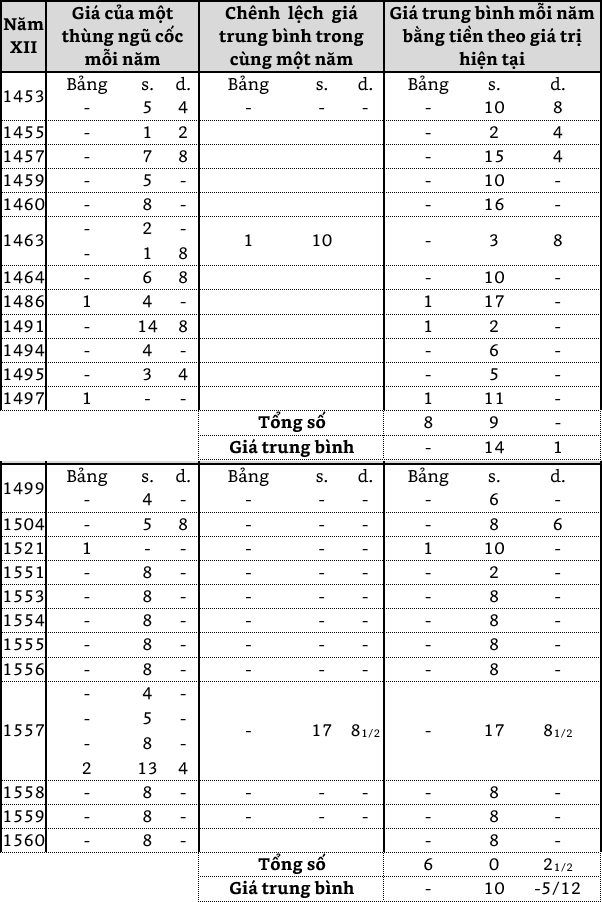 Năm XII | Giá của một thùng ngũ cốc mỗi năm | Chênh lệch giá trung bình trong cùng một năm | Giá trung bình mỗi năm bằng tiền theo giá trị hiện tại
1453 | Bảng s. d. | Bảng s. d. | Bảng s. d.
- 5 4 | - - - | - 10 8
1455 | - 1 2 | | - 2 4
1457 | - 7 8 | | - 15 4
1459 | - 5 - | | - 10 -
1460 | - 8 - | | - 16 -
1463 | - 2 -
- 1 8 | 1 10 | - 3 8
1464 | - 6 8 | | - 10 -
1486 | 1 4 - | | 1 17 -
1491 | - 14 8 | | 1 2 -
1494 | - 4 - | | - 6 -
1495 | - 3 4 | | - 5 -
1497 | 1 - - | | 1 11 -
Tổng số | 8 9 -
Giá trung bình | - 14 1
1499 | Bảng s. d. | Bảng s. d. | Bảng s. d.
- 4 - | - - - | - 6 -
1504 | - 5 8 | - - - | - 8 6
1521 | 1 - - | - - - | 1 10 -
1551 | - 8 - | - - - | - 2 -
1553 | - 8 - | - - - | - 8 -
1554 | - 8 - | - - - | - 8 -
1555 | - 8 - | - - - | - 8 -
1556 | - 8 - | - - - | - 8 -
1557 | - 4 -
- 5 -
- 8 - | - 17 8 1/2 | - 17 8 1/2
2 13 4
1558 | - 8 - | - - - | - 8 -
1559 | - 8 - | - - - | - 8 -
1560 | - 8 - | | - 8 -
Tổng số | 6 0 2 1/2
Giá trung bình | - 10 -5/12